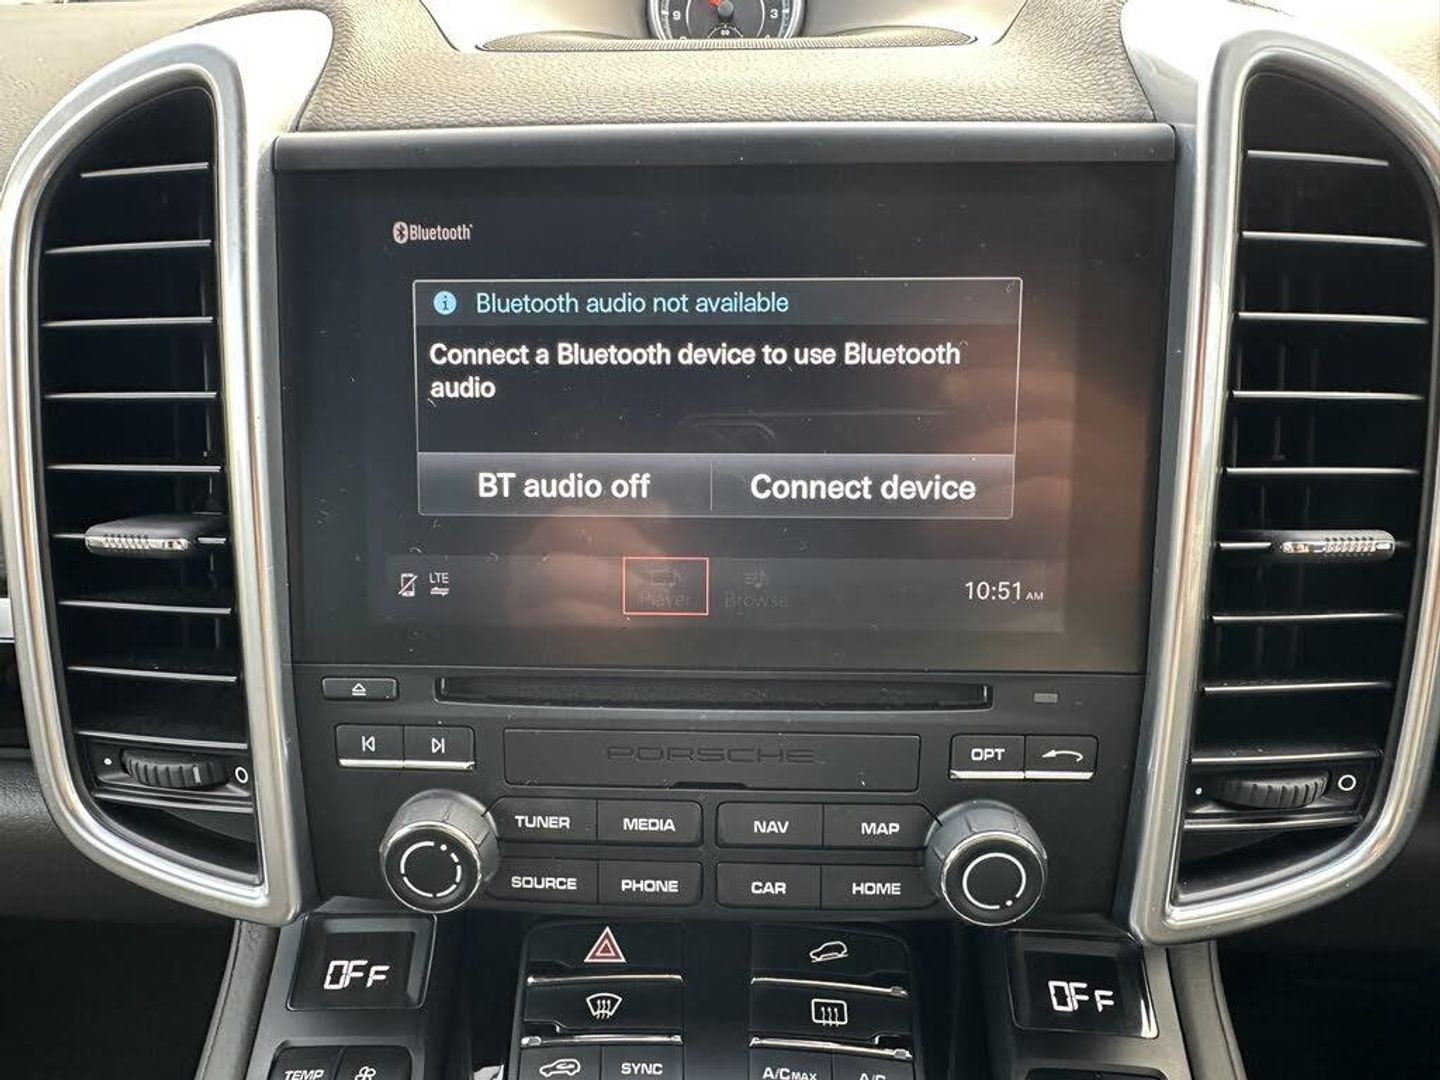 9 3
Bluetooth
i Bluetooth audio not available
Connect a Bluetooth device to use Bluetooth
audio
BT audio off Connect device
LTE Player Browse 10:51 AM
PORSCHE OPT
TUNER MEDIA NAV MAP
SOURCE PHONE CAR HOME
OFF OFF
TEMP SYNC A/C MAX A/C